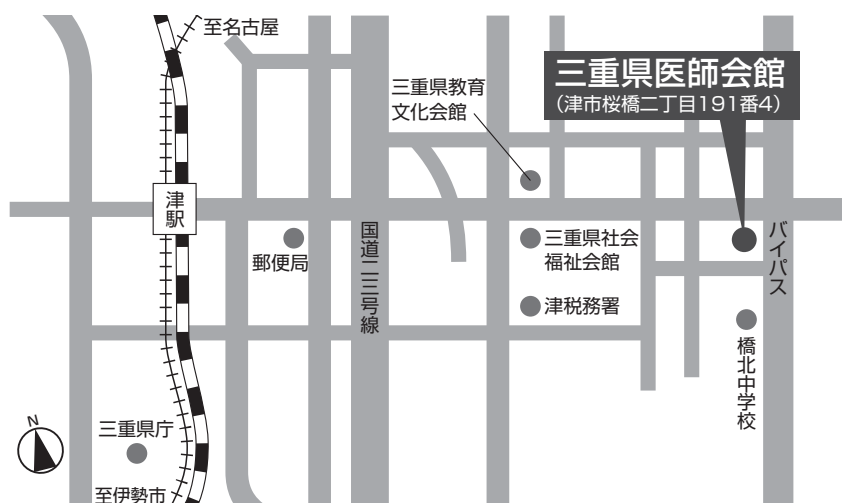 至名古屋
三重県教育
文化会館
三重県医師会館
（津市桜橋二丁目191番4）
津駅
郵便局
国道二三号線
三重県社会
福祉会館
バイパス
津税務署
橋北中学校
N
三重県庁
至伊勢市